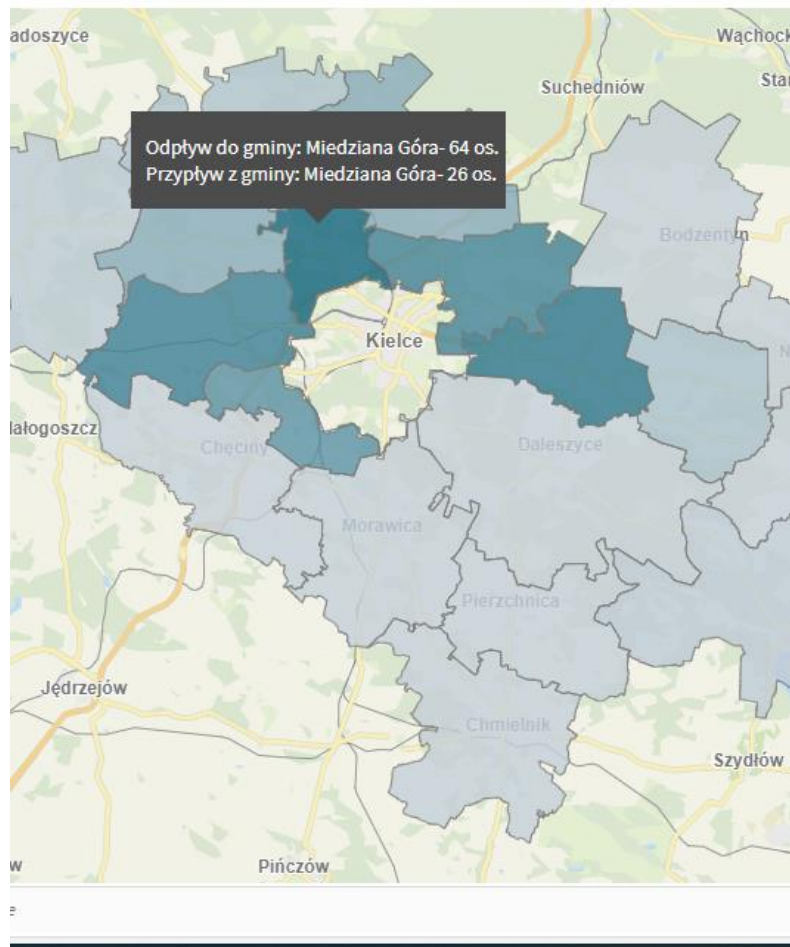 adoszyce
Wąchock
Suchedniów
Star
Odpływ do gminy: Miedziana Góra- 64 os.
Przypływ z gminy: Miedziana Góra- 26 os.
Bodzentyn
N
Kielce
ałogoszcz
Chęciny
Daleszyce
Morawica
Pierzchnica
Jędrzejów
Chmielnik
Szydłów
w
Pińczów
e